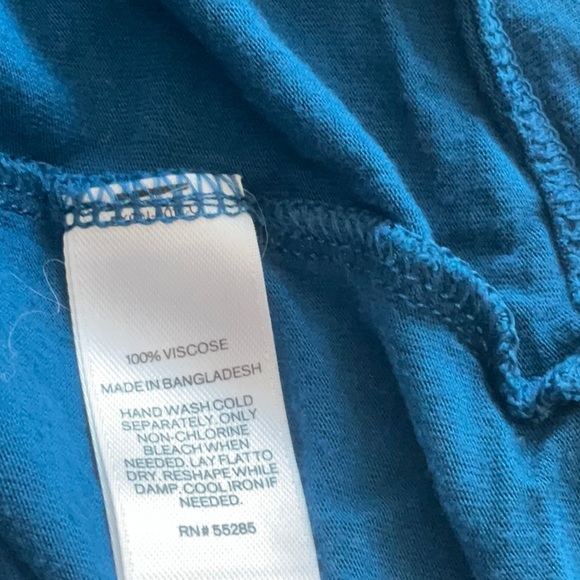 100% VISCOSE
MADE IN BANGLADESH
HAND WASH COLD
SEPARATELY. ONLY
NON-CHLORINE
BLEACH WHEN
NEEDED. LAY FLAT TO
DRY. RESHAPE WHILE
DAMP. COOL IRON IF
NEEDED.
RN# 55285